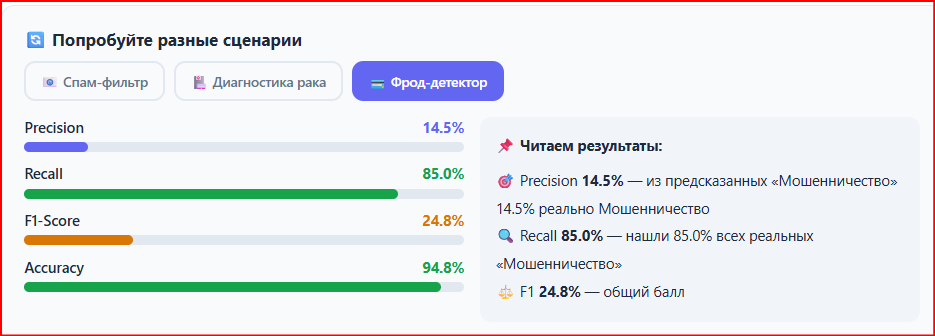 Попробуйте разные сценарии
Спам-фильтр
Диагностика рака
Фрод-детектор
Precision 14.5%
Recall 85.0%
F1-Score 24.8%
Accuracy 94.8%
Читаем результаты:
Precision 14.5% — из предсказанных «Мошенничество»
14.5% реально Мошенничество
Recall 85.0% — нашли 85.0% всех реальных
«Мошенничество»
F1 24.8% — общий балл